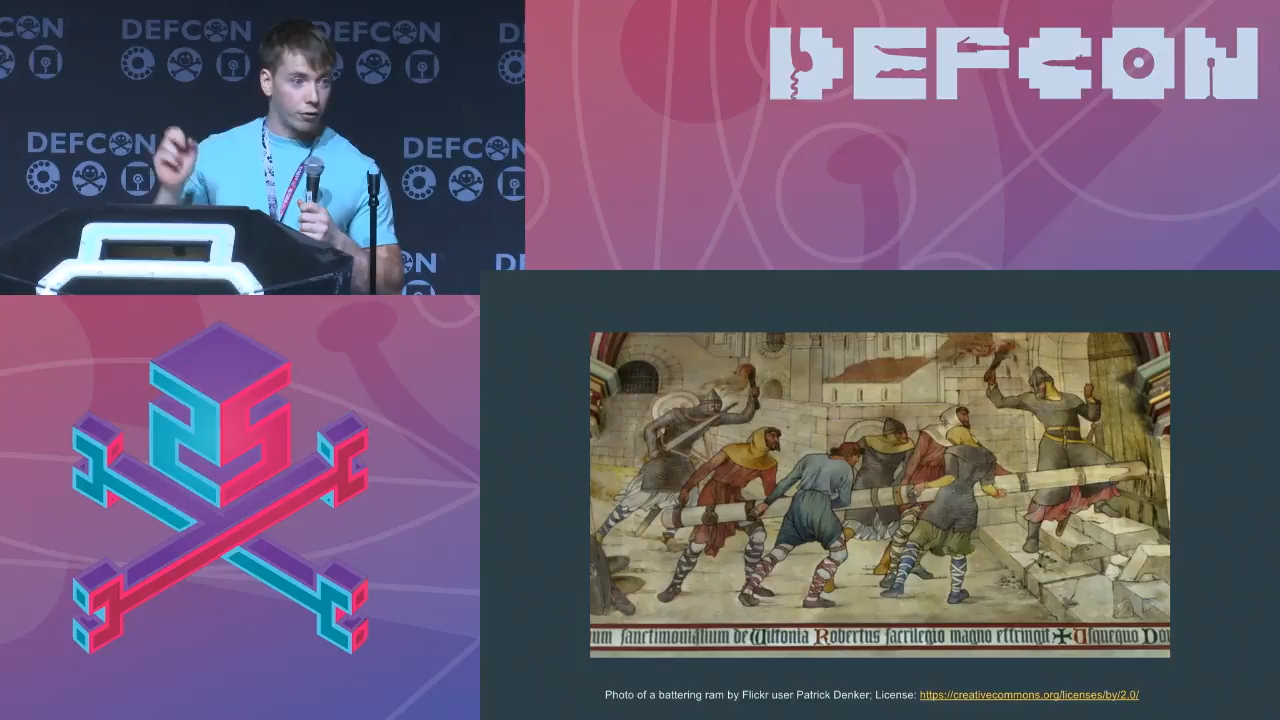 DEFCON
DEFCON
DEFCON
DEFCON
DEFCON
um sanctimonialium de Wiltonia Robertus sacrilegio magno effringit ✠ Usquequo Do
Photo of a battering ram by Flickr user Patrick Denker; License: https://creativecommons.org/licenses/by/2.0/